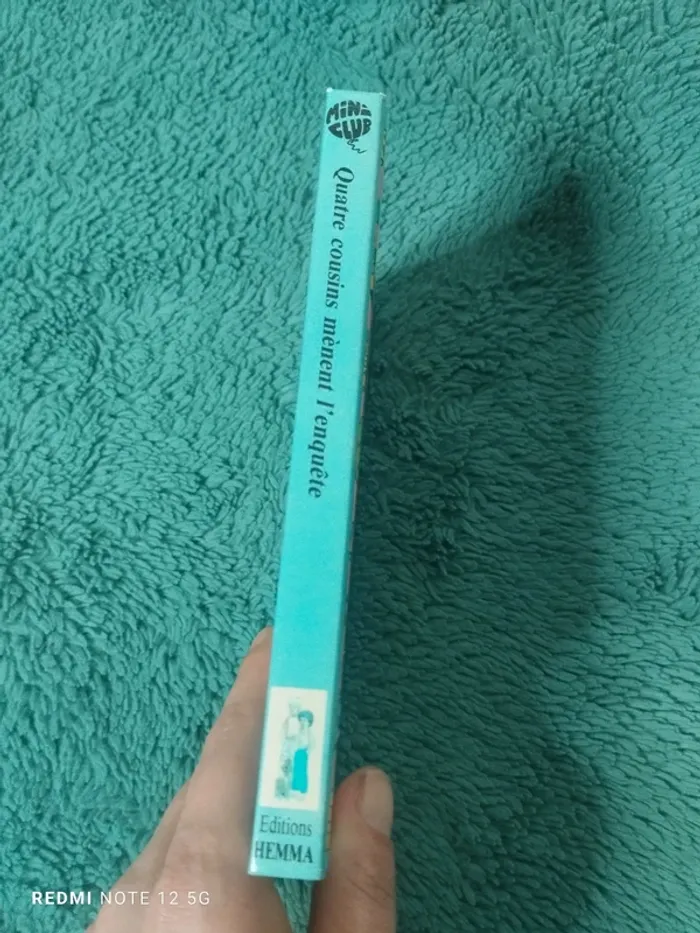 MINI
CLUB
Quatre cousins mènent l'enquête
Editions
HEMMA
REDMI NOTE 12 5G